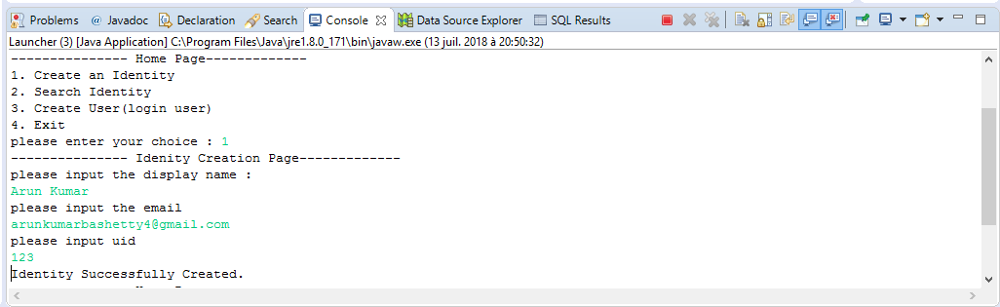 Problems @ Javadoc Declaration Search Console Data Source Explorer SQL Results
Launcher (3) [Java Application] C:\Program Files\Java\jre1.8.0_171\bin\javaw.exe (13 juil. 2018 à 20:50:32)
--------------- Home Page-------------
1. Create an Identity
2. Search Identity
3. Create User(login user)
4. Exit
please enter your choice : 1
--------------- Idenity Creation Page-------------
please input the display name :
Arun Kumar
please input the email
arunkumarbashetty4@gmail.com
please input uid
123
Identity Successfully Created.